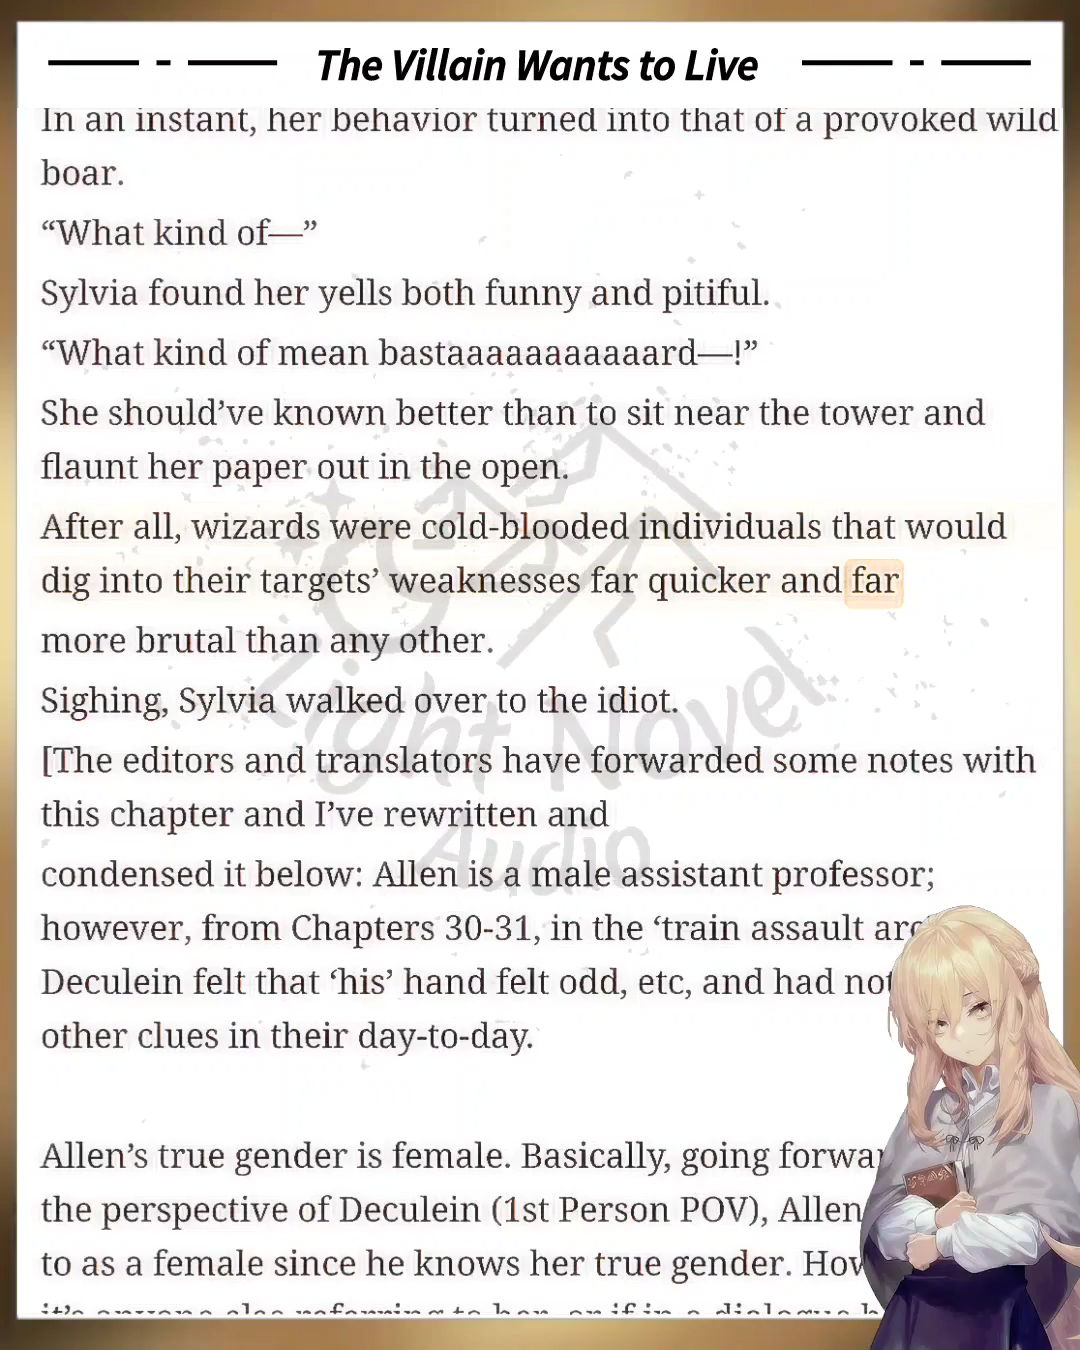 The Villain Wants to Live
In an instant, her behavior turned into that of a provoked wild
boar.
“What kind of—”
Sylvia found her yells both funny and pitiful.
“What kind of mean bastaaaaaaaaaaard—!”
She should’ve known better than to sit near the tower and
flaunt her paper out in the open.
After all, wizards were cold-blooded individuals that would
dig into their targets’ weaknesses far quicker and far
more brutal than any other.
Sighing, Sylvia walked over to the idiot.
[The editors and translators have forwarded some notes with
this chapter and I’ve rewritten and
condensed it below: Allen is a male assistant professor;
however, from Chapters 30-31, in the ‘train assault
Deculein felt that ‘his’ hand felt odd, etc, and had
other clues in their day-to-day.
Allen’s true gender is female. Basically, going
the perspective of Deculein (1st Person POV), Allen
to as a female since he knows her true gender.
Light Novel
Audio